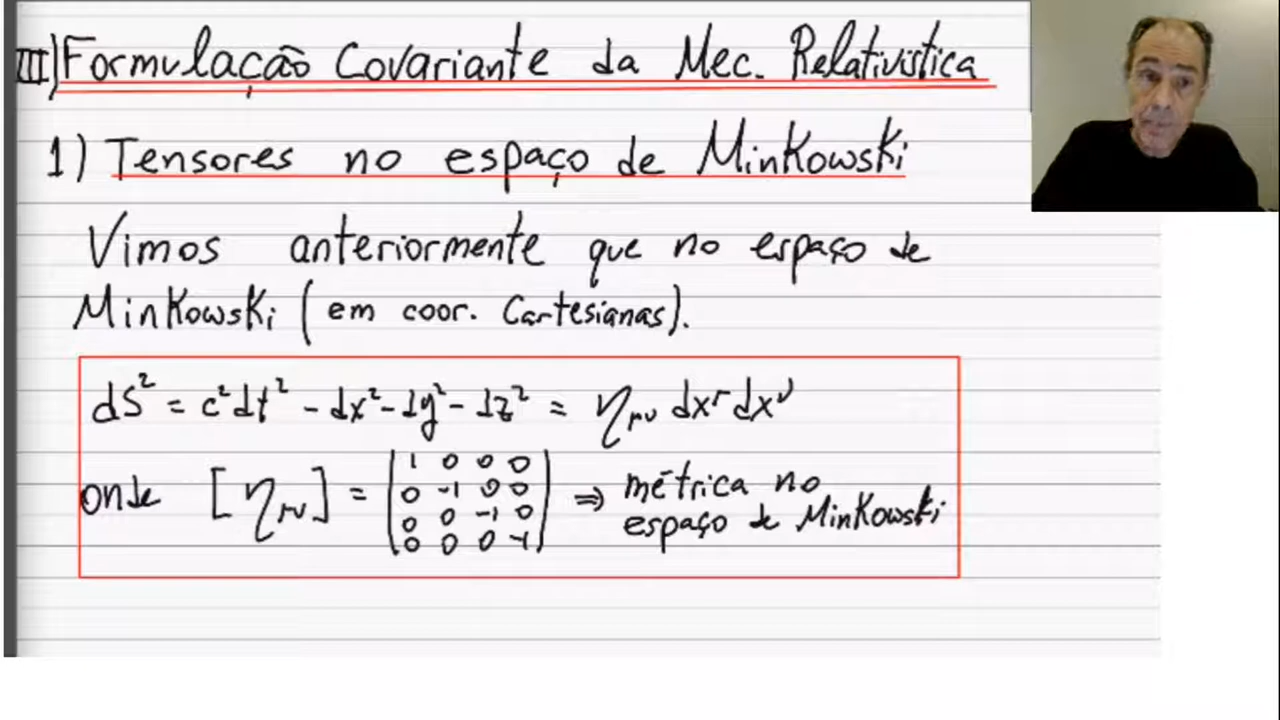 III) Formulação Covariante da Mec. Relativística
1) Tensores no espaço de Minkowski
Vimos anteriormente que no espaço de
Minkowski (em coor. Cartesianas).
dS² = c²dt² - dx² - dy² - dz² = η_μν dx^μ dx^ν
onde [η_μν] = (1 0 0 0
0 -1 0 0
0 0 -1 0
0 0 0 -1) ⇒ métrica no
espaço de Minkowski